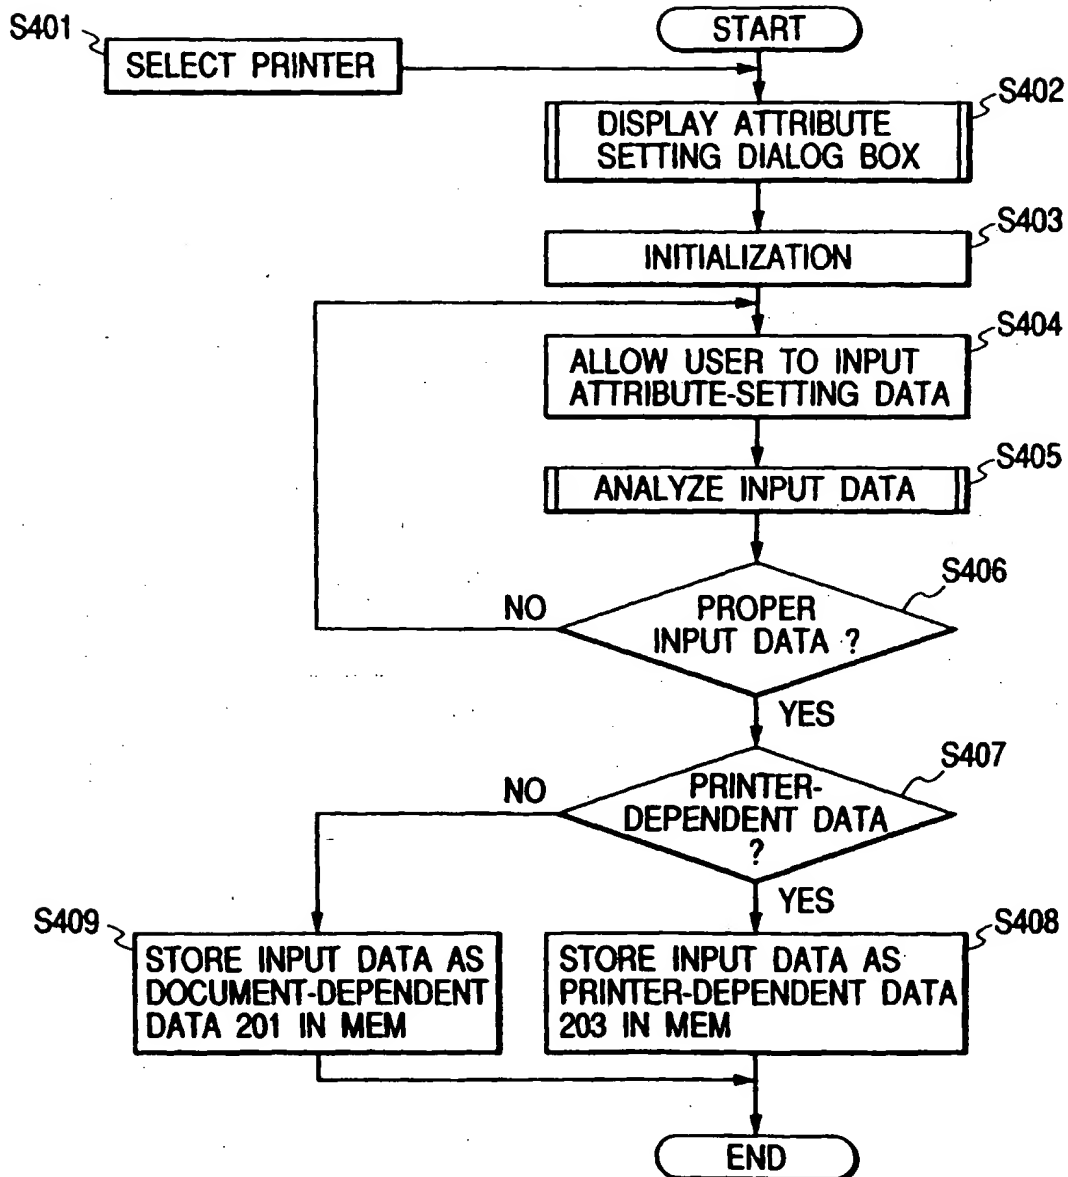 START
S401
SELECT PRINTER
S402
DISPLAY ATTRIBUTE
SETTING DIALOG BOX
S403
INITIALIZATION
S404
ALLOW USER TO INPUT
ATTRIBUTE-SETTING DATA
S405
ANALYZE INPUT DATA
S406
NO
PROPER
INPUT DATA ?
YES
S407
NO
PRINTER-
DEPENDENT DATA
?
YES
S409
STORE INPUT DATA AS
DOCUMENT-DEPENDENT
DATA 201 IN MEM
S408
STORE INPUT DATA AS
PRINTER-DEPENDENT DATA
203 IN MEM
END